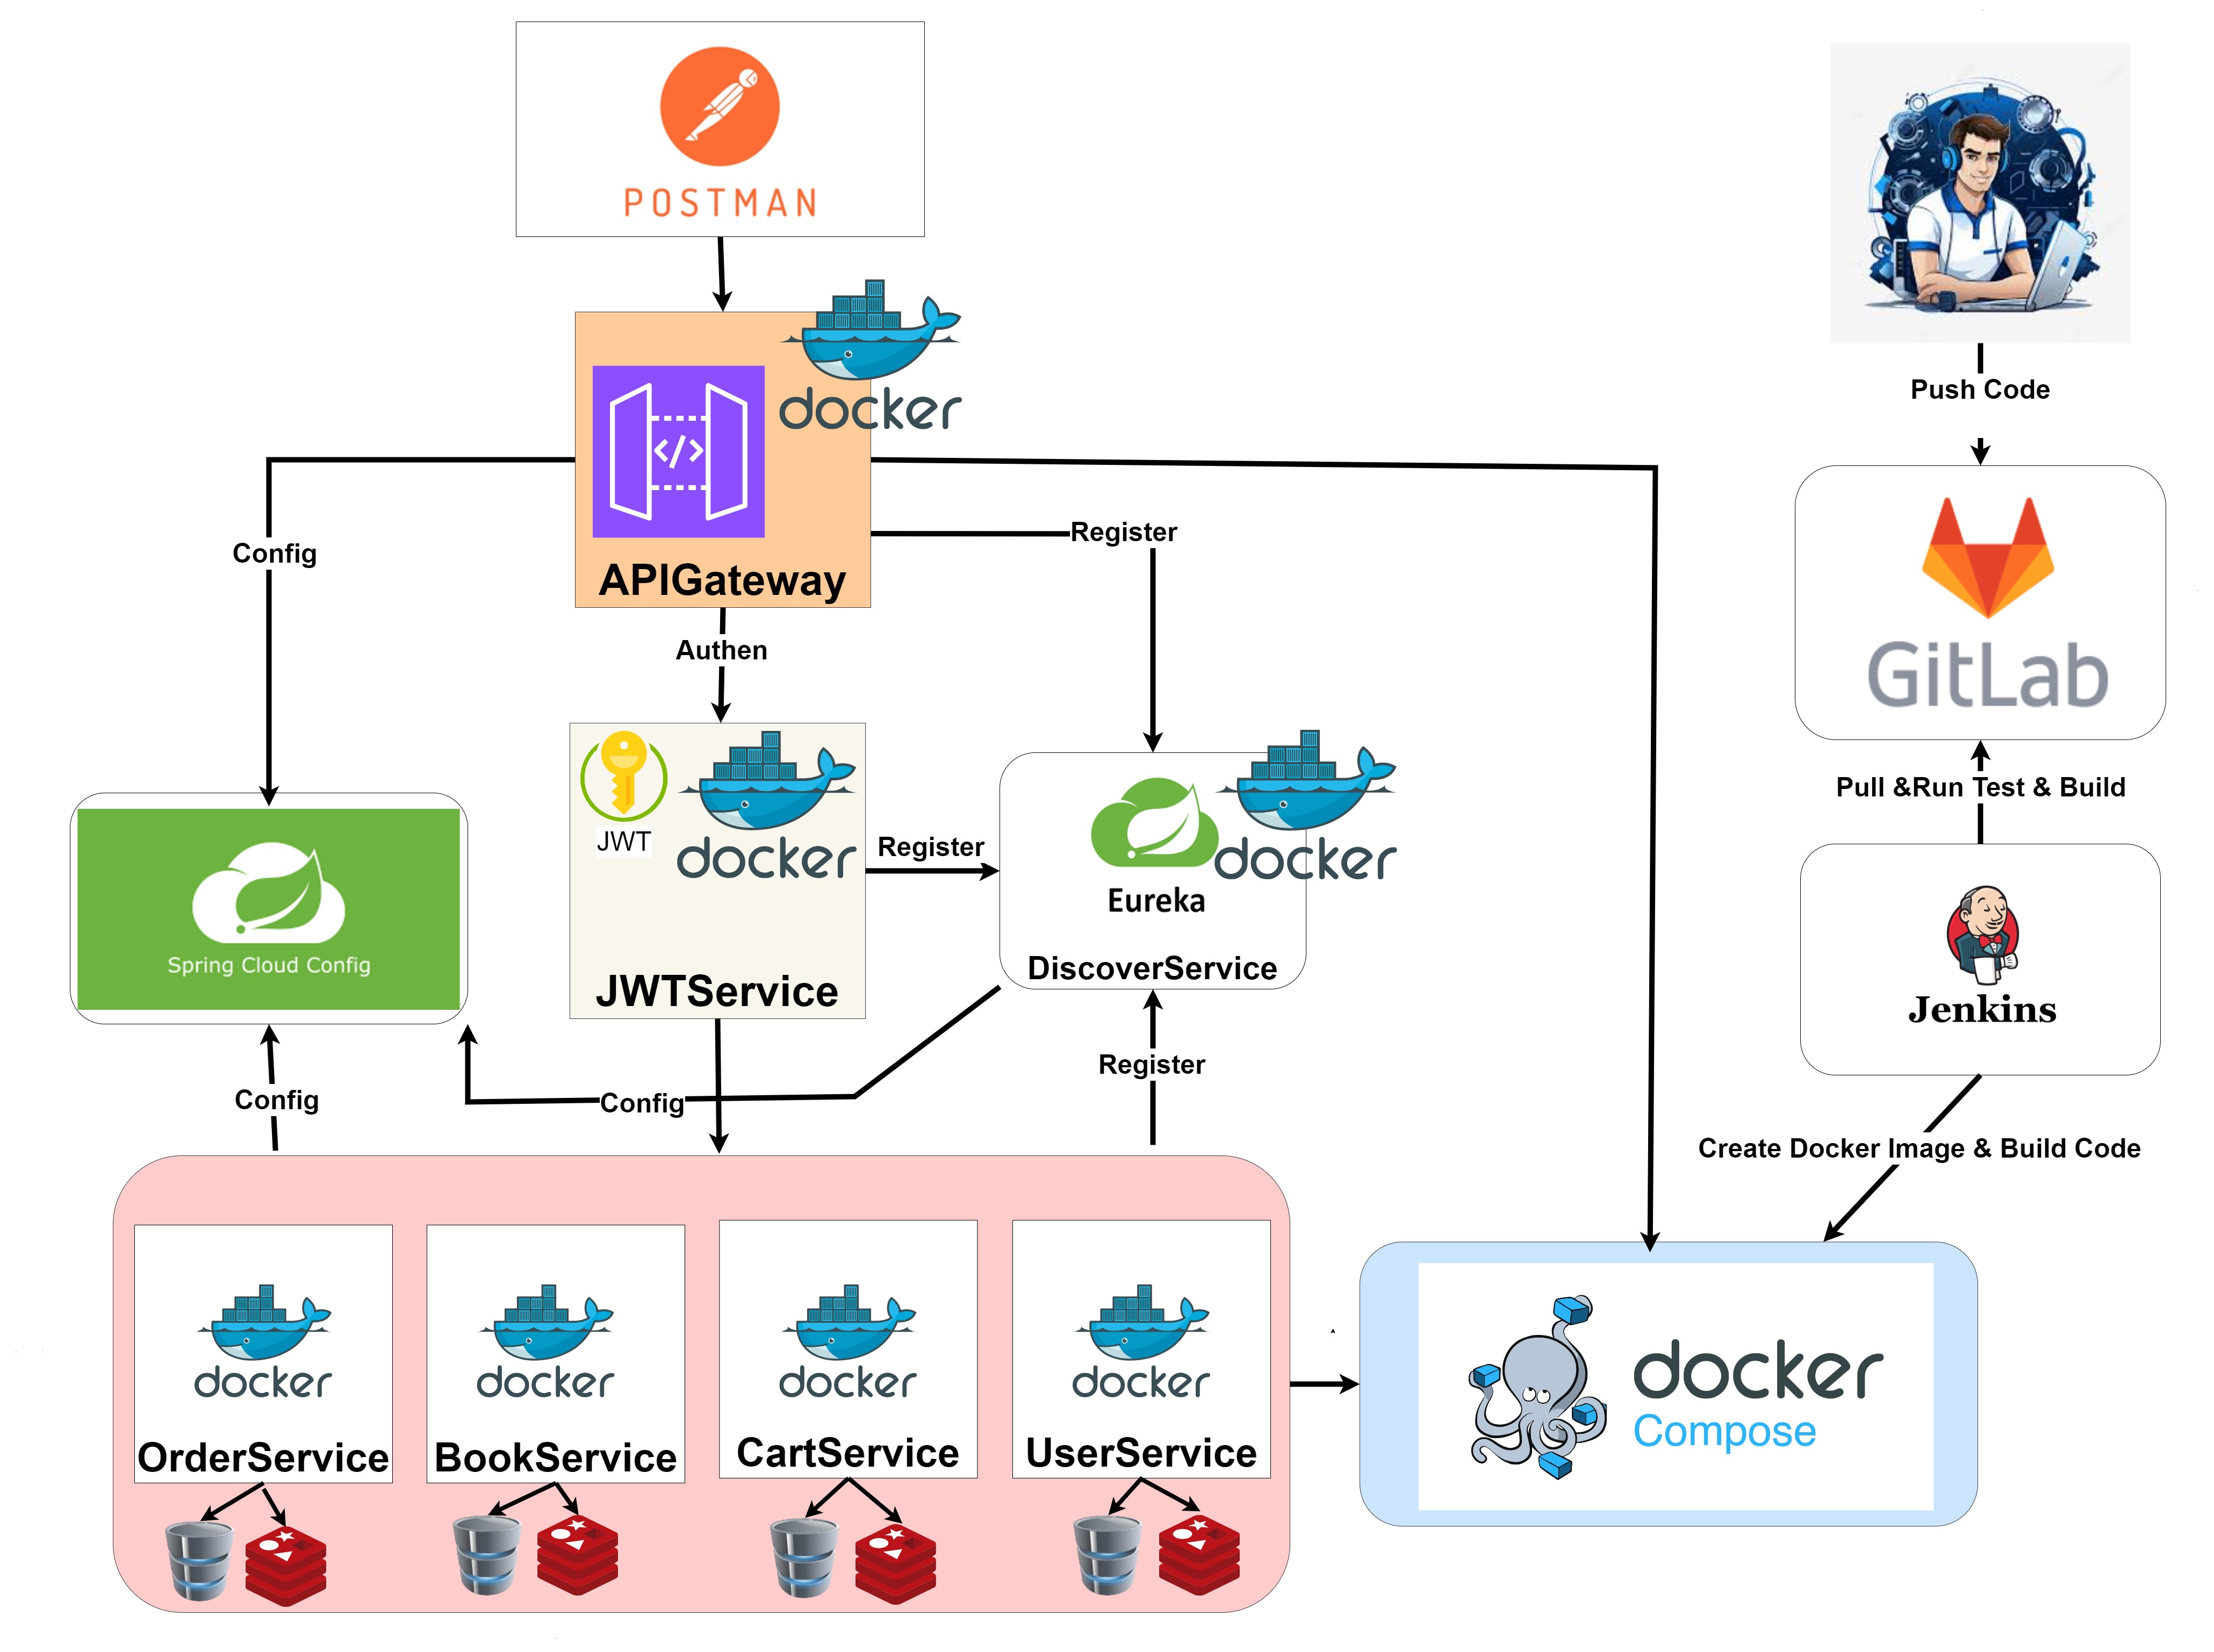 POSTMAN
docker
Push Code
Config
Register
APIGateway
Authen
GitLab
Pull &Run Test & Build
JWT
docker
Register
docker
Eureka
DiscoverService
Spring Cloud Config
JWTService
Jenkins
Config
Config
Register
Create Docker Image & Build Code
docker
OrderService
docker
BookService
docker
CartService
docker
UserService
docker
Compose